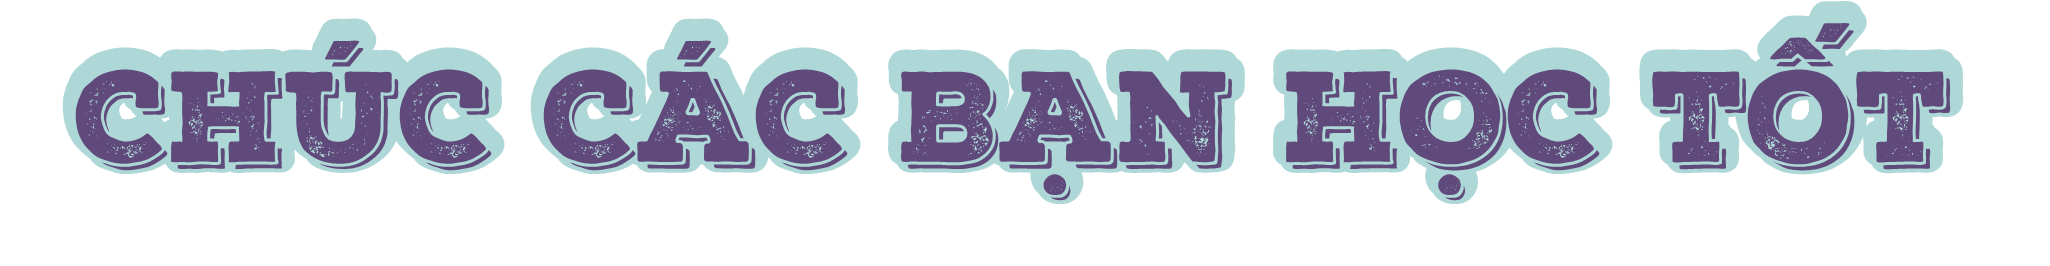 CHÚC CÁC BẠN HỌC TỐT